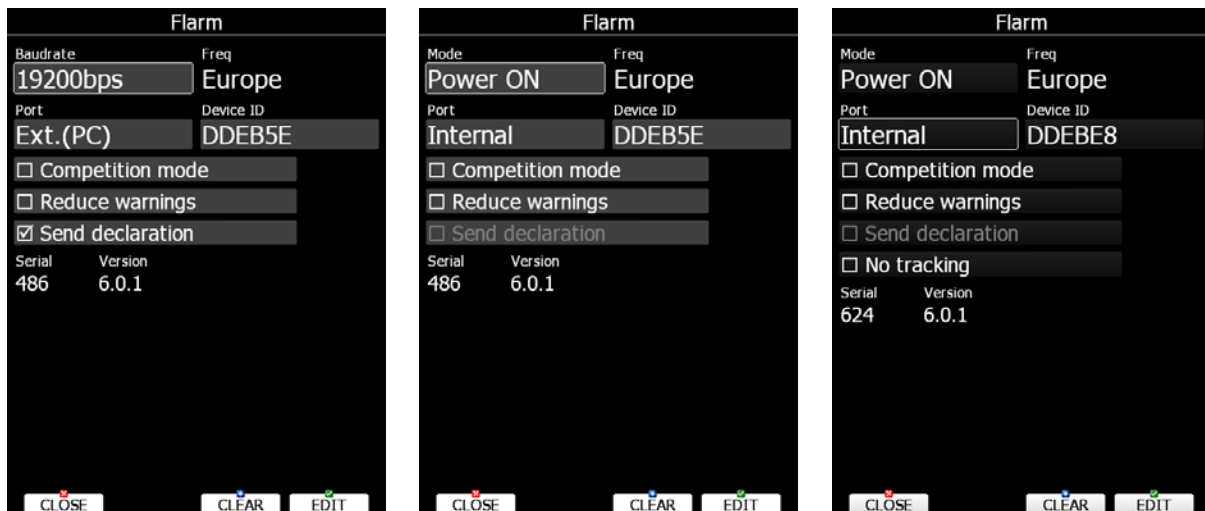 Flarm
Baudrate Freq
19200bps Europe
Port Device ID
Ext.(PC) DDEB5E
Competition mode
Reduce warnings
Send declaration
Serial Version
486 6.0.1
CLOSE CLEAR EDIT
Flarm
Mode Freq
Power ON Europe
Port Device ID
Internal DDEB5E
Competition mode
Reduce warnings
Send declaration
Serial Version
486 6.0.1
CLOSE CLEAR EDIT
Flarm
Mode Freq
Power ON Europe
Port Device ID
Internal DDEBE8
Competition mode
Reduce warnings
Send declaration
No tracking
Serial Version
624 6.0.1
CLOSE CLEAR EDIT